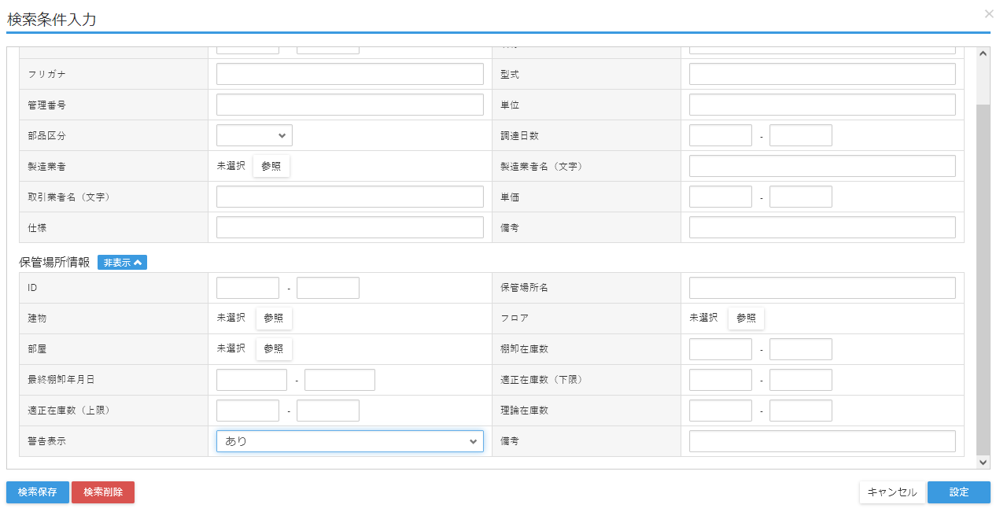 検索条件入力
×
-
フリガナ 型式
管理番号 単位
部品区分 調達日数 -
製造業者 未選択 参照 製造業者名（文字）
取引業者名（文字） 単価 -
仕様 備考
保管場所情報 非表示
ID - 保管場所名
建物 未選択 参照 フロア 未選択 参照
部屋 未選択 参照 棚卸在庫数 -
最終棚卸年月日 - 適正在庫数（下限） -
適正在庫数（上限） - 理論在庫数 -
警告表示 あり 備考
検索保存 検索削除 キャンセル 設定